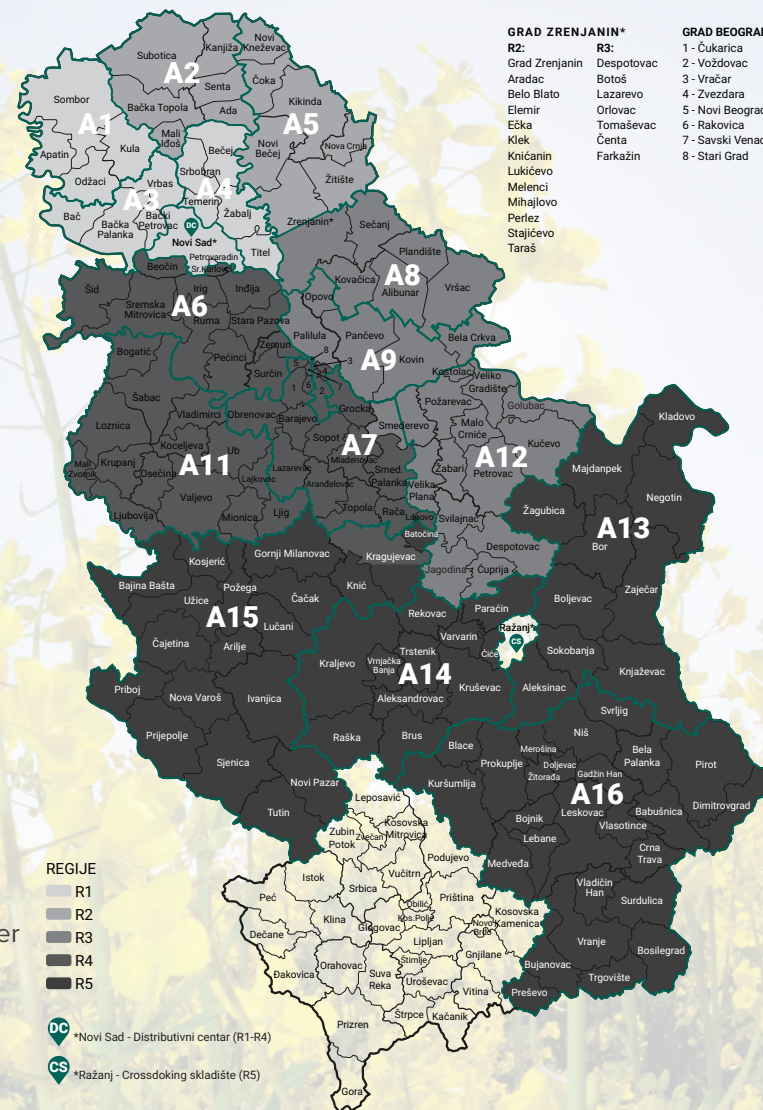 GRAD ZRENJANIN*
R2:
Grad Zrenjanin
Aradac
Belo Blato
Elemir
Ečka
Klek
Knićanin
Lukićevo
Melenci
Mihajlovo
Perlez
Stajićevo
Taraš
R3:
Despotovac
Botoš
Lazarevo
Orlovac
Tomaševac
Čenta
Farkažin
GRAD BEOGRAD
1 - Čukarica
2 - Voždovac
3 - Vračar
4 - Zvezdara
5 - Novi Beograd
6 - Rakovica
7 - Savski Venac
8 - Stari Grad
A1
Sombor
Apatin
Odžaci
Kula
A2
Subotica
Kanjiža
Senta
Bačka Topola
Ada
Mali
Iđoš
A5
Novi
Kneževac
Čoka
Kikinda
Novi
Bečej
Nova Crnja
Žitište
Zrenjanin*
A3
Vrbas
Bač
Bačka
Palanka
Bački
Petrovac
A4
Bečej
Srbobran
Temerin
Žabalj
Titel
DC
Novi Sad*
Petrovaradin
Sr.Karlovci
A8
Sečanj
Plandište
Kovačica
Alibunar
Vršac
Opovo
A6
Beočin
Šid
Sremska
Mitrovica
Irig
Ruma
Inđija
Stara Pazova
Pećinci
Zemun
Surčin
A9
Palilula
Pančevo
Kovin
Bela Crkva
8
3
5
4
1
6
2
7
A11
Bogatić
Šabac
Loznica
Vladimirci
Koceljeva
Ub
Mali
Zvornik
Krupanj
Osečina
Lajkovac
Valjevo
Ljubovija
Mionica
Ljig
A7
Obrenovac
Barajevo
Grocka
Sopot
Mladenovac
Lazarevac
Aranđelovac
Smed.
Palanka
Topola
Rača
Lapovo
Batočina
Kragujevac
Knić
A12
Kostolac
Veliko
Gradište
Požarevac
Golubac
Smederevo
Malo
Crniće
Kučevo
Žabari
Petrovac
Velika
Plana
Svilajnac
Despotovac
Jagodina
Ćuprija
A13
Kladovo
Majdanpek
Negotin
Žagubica
Bor
Boljevac
Zaječar
Sokobanja
Knjaževac
Aleksinac
A15
Gornji Milanovac
Kosjerić
Bajina Bašta
Požega
Užice
Čačak
Lučani
Čajetina
Arilje
Priboj
Nova Varoš
Ivanjica
Prijepolje
Sjenica
Novi Pazar
Tutin
A14
Rekovac
Paraćin
Varvarin
Trstenik
Kraljevo
Vrnjačka
Banja
Aleksandrovac
Kruševac
Raška
Brus
Ražanj*
CS
A16
Svrljig
Niš
Blace
Merošina
Prokuplje
Doljevac
Žitorađa
Gadžin Han
Bela
Palanka
Pirot
Kuršumlija
Leskovac
Babušnica
Dimitrovgrad
Bojnik
Vlasotince
Lebane
Crna
Trava
Medveđa
Vladičin
Han
Surdulica
Vranje
Bosilegrad
Bujanovac
Trgovište
Preševo
Leposavić
Zubin
Potok
Zvečan
Kosovska
Mitrovica
Podujevo
Istok
Vučitrn
Srbica
Peć
Priština
Obilić
Kos.Polje
Novo
Brdo
Kosovska
Kamenica
Klina
Glogovac
Dečane
Lipljan
Gnjilane
Štimlje
Đakovica
Orahovac
Suva
Reka
Uroševac
Vitina
Štrpce
Kačanik
Prizren
Gora
REGIJE
R1
R2
R3
R4
R5
er
DC *Novi Sad - Distributivni centar (R1-R4)
CS *Ražanj - Crossdoking skladište (R5)